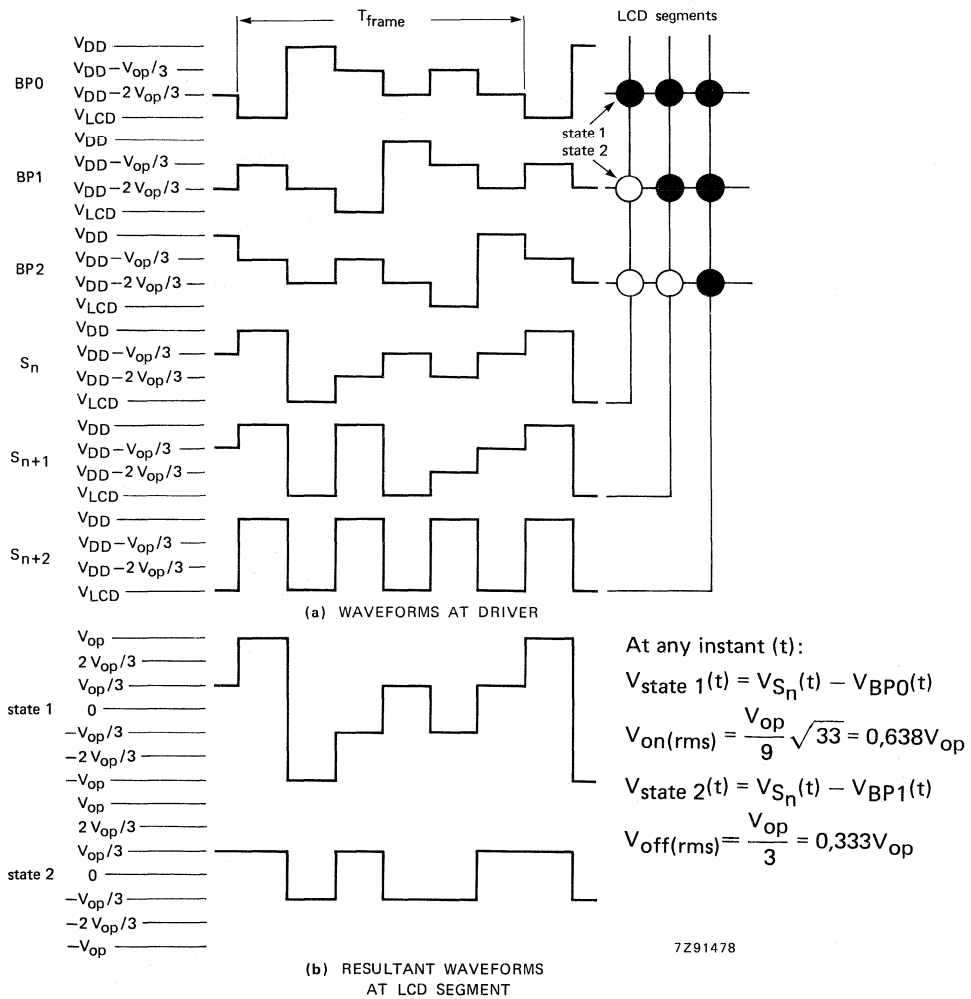 T_frame
LCD segments
BP0
V_DD
V_DD−V_op/3
V_DD−2 V_op/3
V_LCD
state 1
state 2
BP1
V_DD
V_DD−V_op/3
V_DD−2 V_op/3
V_LCD
BP2
V_DD
V_DD−V_op/3
V_DD−2 V_op/3
V_LCD
S_n
V_DD
V_DD−V_op/3
V_DD−2 V_op/3
V_LCD
S_n+1
V_DD
V_DD−V_op/3
V_DD−2 V_op/3
V_LCD
S_n+2
V_DD
V_DD−V_op/3
V_DD−2 V_op/3
V_LCD
(a) WAVEFORMS AT DRIVER
state 1
V_op
2 V_op/3
V_op/3
0
−V_op/3
−2 V_op/3
−V_op
state 2
V_op
2 V_op/3
V_op/3
0
−V_op/3
−2 V_op/3
−V_op
At any instant (t):
V_state 1(t) = V_S_n(t) − V_BP0(t)
V_on(rms) = V_op/9 √33 = 0,638V_op
V_state 2(t) = V_S_n(t) − V_BP1(t)
V_off(rms) = V_op/3 = 0,333V_op
7Z91478
(b) RESULTANT WAVEFORMS
AT LCD SEGMENT